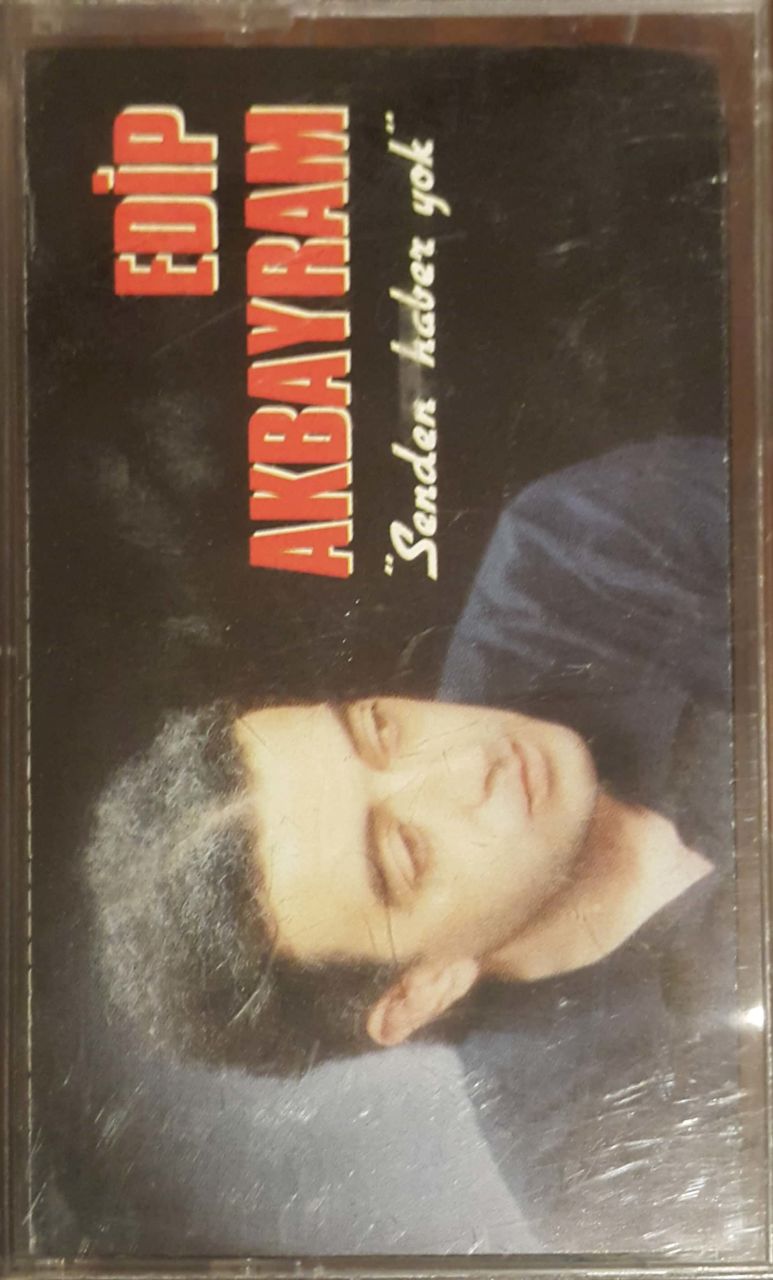 EDİP
AKBAYRAM
"Senden haber yok"